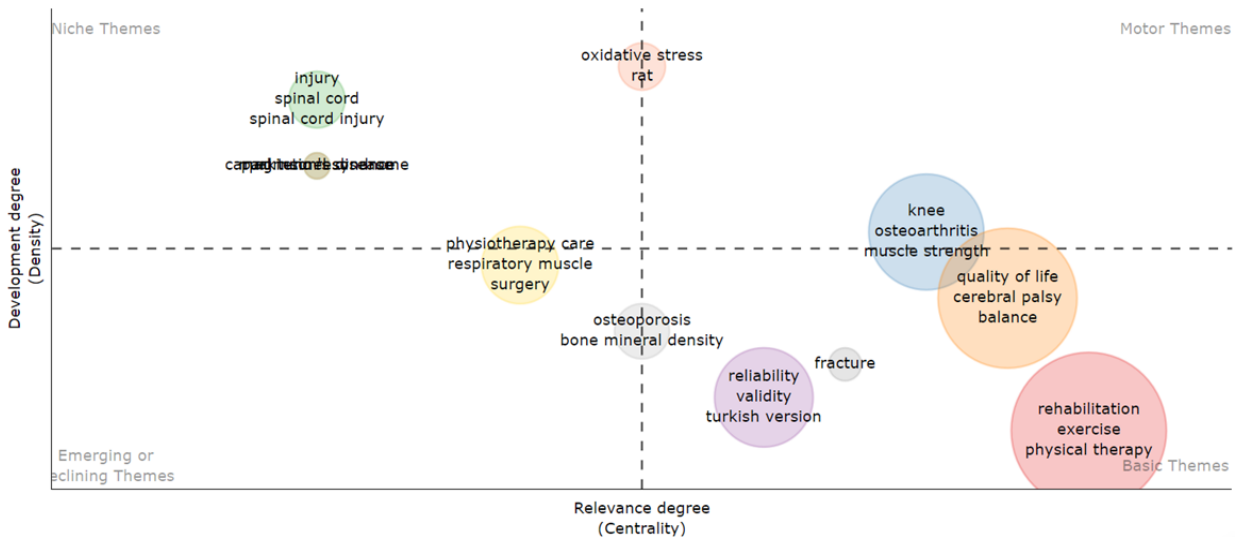 Niche Themes
Motor Themes
oxidative stress
rat
injury
spinal cord
spinal cord injury
knee
osteoarthritis
muscle strength
physiotherapy care
respiratory muscle
surgery
quality of life
cerebral palsy
balance
osteoporosis
bone mineral density
fracture
reliability
validity
turkish version
rehabilitation
exercise
physical therapy
Emerging or
eclining Themes
Basic Themes
Development degree
(Density)
Relevance degree
(Centrality)